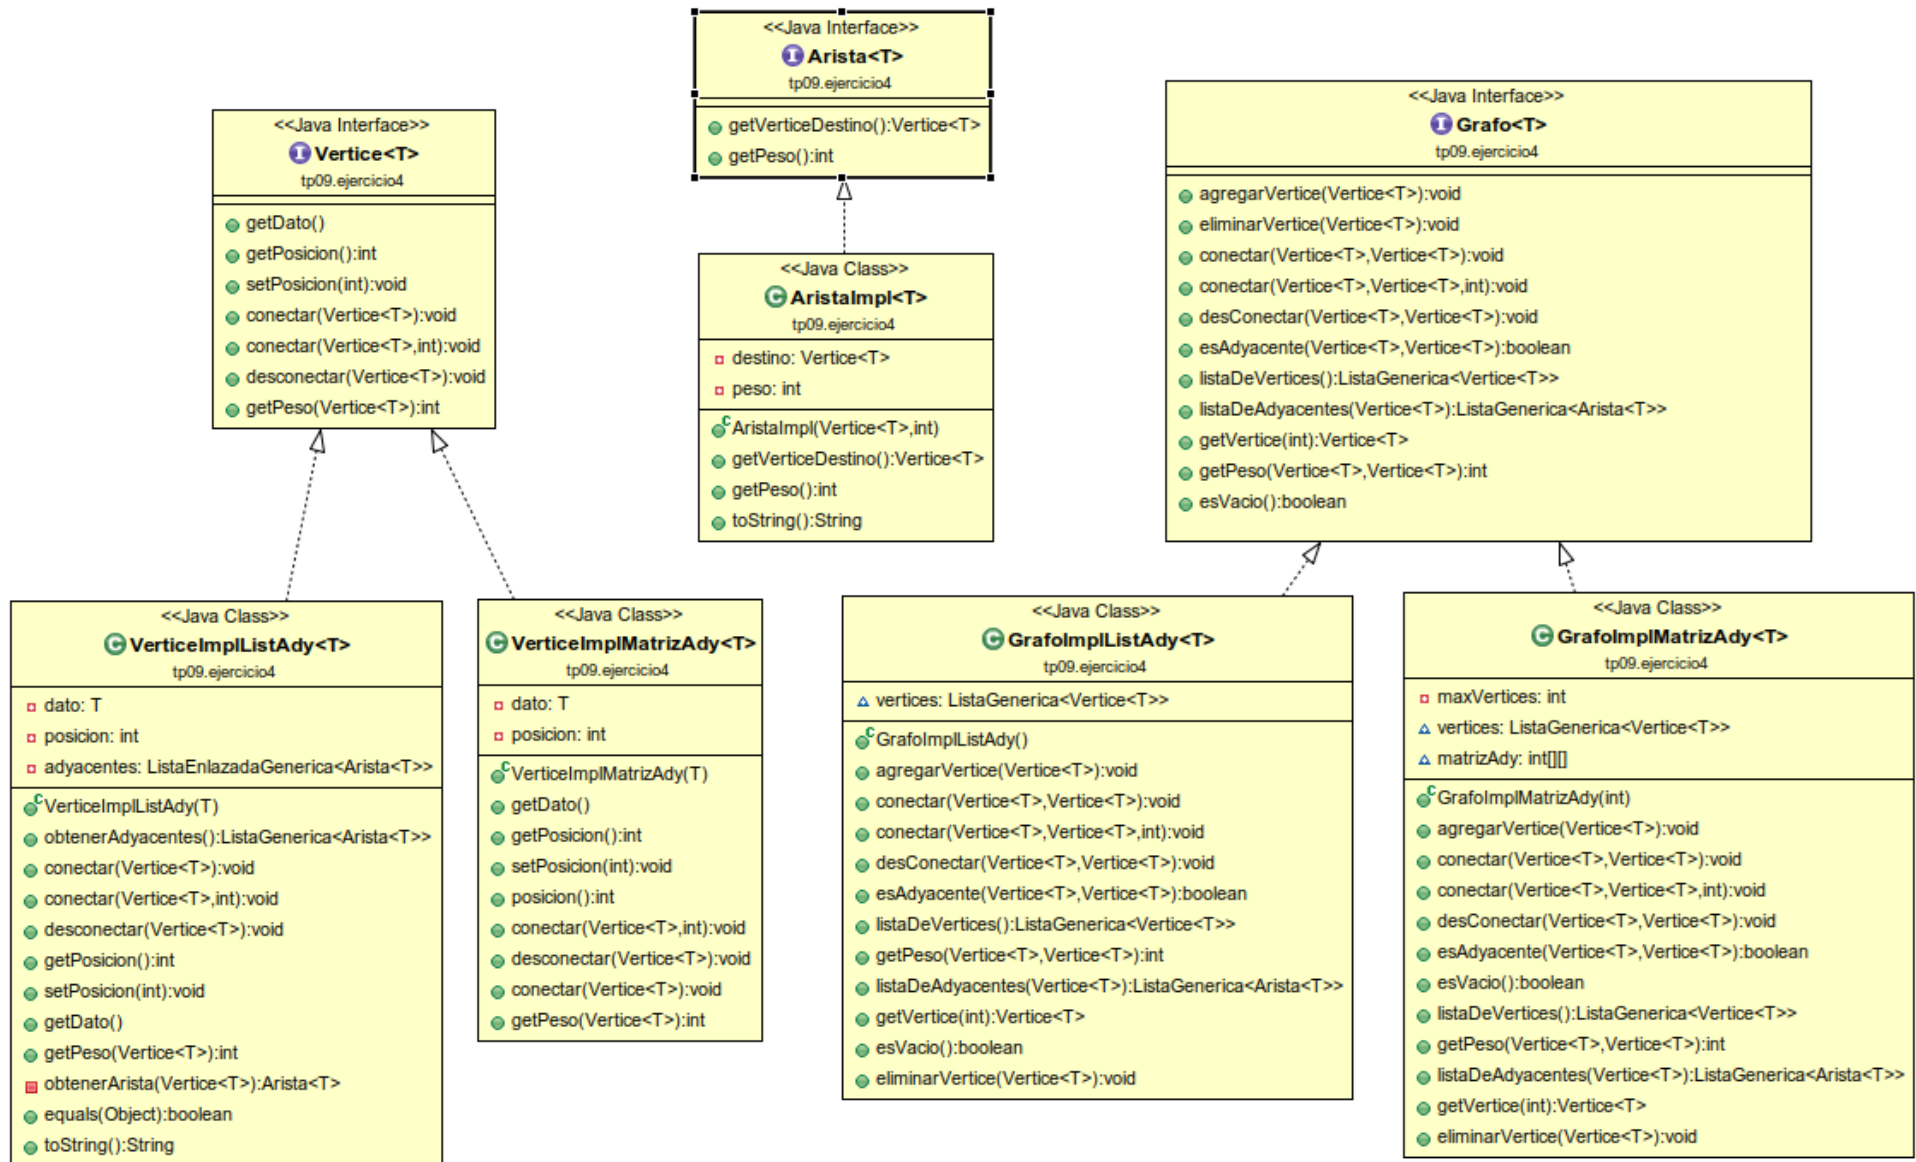 <<Java Interface>>
Vertice<T>
tp09.ejercicio4
getDato()
getPosicion():int
setPosicion(int):void
conectar(Vertice<T>):void
conectar(Vertice<T>,int):void
desconectar(Vertice<T>):void
getPeso(Vertice<T>):int
<<Java Interface>>
Arista<T>
tp09.ejercicio4
getVerticeDestino():Vertice<T>
getPeso():int
<<Java Class>>
AristaImpl<T>
tp09.ejercicio4
destino: Vertice<T>
peso: int
AristaImpl(Vertice<T>,int)
getVerticeDestino():Vertice<T>
getPeso():int
toString():String
<<Java Interface>>
Grafo<T>
tp09.ejercicio4
agregarVertice(Vertice<T>):void
eliminarVertice(Vertice<T>):void
conectar(Vertice<T>,Vertice<T>):void
conectar(Vertice<T>,Vertice<T>,int):void
desConectar(Vertice<T>,Vertice<T>):void
esAdyacente(Vertice<T>,Vertice<T>):boolean
listaDeVertices():ListaGenerica<Vertice<T>>
listaDeAdyacentes(Vertice<T>):ListaGenerica<Arista<T>>
getVertice(int):Vertice<T>
getPeso(Vertice<T>,Vertice<T>):int
esVacio():boolean
<<Java Class>>
VerticeImplListAdy<T>
tp09.ejercicio4
dato: T
posicion: int
adyacentes: ListaEnlazadaGenerica<Arista<T>>
VerticeImplListAdy(T)
obtenerAdyacentes():ListaGenerica<Arista<T>>
conectar(Vertice<T>):void
conectar(Vertice<T>,int):void
desconectar(Vertice<T>):void
getPosicion():int
setPosicion(int):void
getDato()
getPeso(Vertice<T>):int
obtenerArista(Vertice<T>):Arista<T>
equals(Object):boolean
toString():String
<<Java Class>>
VerticeImplMatrizAdy<T>
tp09.ejercicio4
dato: T
posicion: int
VerticeImplMatrizAdy(T)
getDato()
getPosicion():int
setPosicion(int):void
posicion():int
conectar(Vertice<T>,int):void
desconectar(Vertice<T>):void
conectar(Vertice<T>):void
getPeso(Vertice<T>):int
<<Java Class>>
GrafoImplListAdy<T>
tp09.ejercicio4
vertices: ListaGenerica<Vertice<T>>
GrafoImplListAdy()
agregarVertice(Vertice<T>):void
conectar(Vertice<T>,Vertice<T>):void
conectar(Vertice<T>,Vertice<T>,int):void
desConectar(Vertice<T>,Vertice<T>):void
esAdyacente(Vertice<T>,Vertice<T>):boolean
listaDeVertices():ListaGenerica<Vertice<T>>
getPeso(Vertice<T>,Vertice<T>):int
listaDeAdyacentes(Vertice<T>):ListaGenerica<Arista<T>>
getVertice(int):Vertice<T>
esVacio():boolean
eliminarVertice(Vertice<T>):void
<<Java Class>>
GrafoImplMatrizAdy<T>
tp09.ejercicio4
maxVertices: int
vertices: ListaGenerica<Vertice<T>>
matrizAdy: int[][]
GrafoImplMatrizAdy(int)
agregarVertice(Vertice<T>):void
conectar(Vertice<T>,Vertice<T>):void
conectar(Vertice<T>,Vertice<T>,int):void
desConectar(Vertice<T>,Vertice<T>):void
esAdyacente(Vertice<T>,Vertice<T>):boolean
esVacio():boolean
listaDeVertices():ListaGenerica<Vertice<T>>
getPeso(Vertice<T>,Vertice<T>):int
listaDeAdyacentes(Vertice<T>):ListaGenerica<Arista<T>>
getVertice(int):Vertice<T>
eliminarVertice(Vertice<T>):void